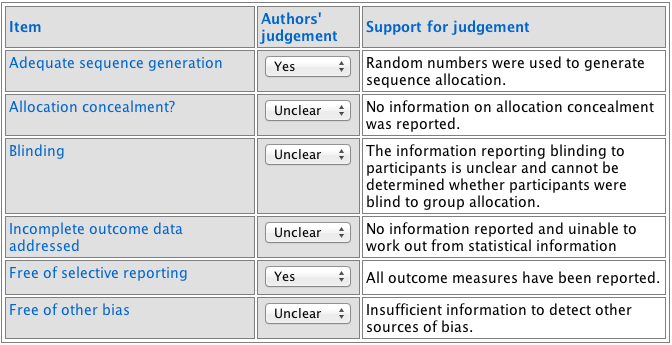 Item
Authors'
judgement
Support for judgement
Adequate sequence generation
Yes
Random numbers were used to generate
sequence allocation.
Allocation concealment?
Unclear
No information on allocation concealment
was reported.
Blinding
Unclear
The information reporting blinding to
participants is unclear and cannot be
determined whether participants were
blind to group allocation.
Incomplete outcome data
addressed
Unclear
No information reported and uinable to
work out from statistical information
Free of selective reporting
Yes
All outcome measures have been reported.
Free of other bias
Unclear
Insufficient information to detect other
sources of bias.